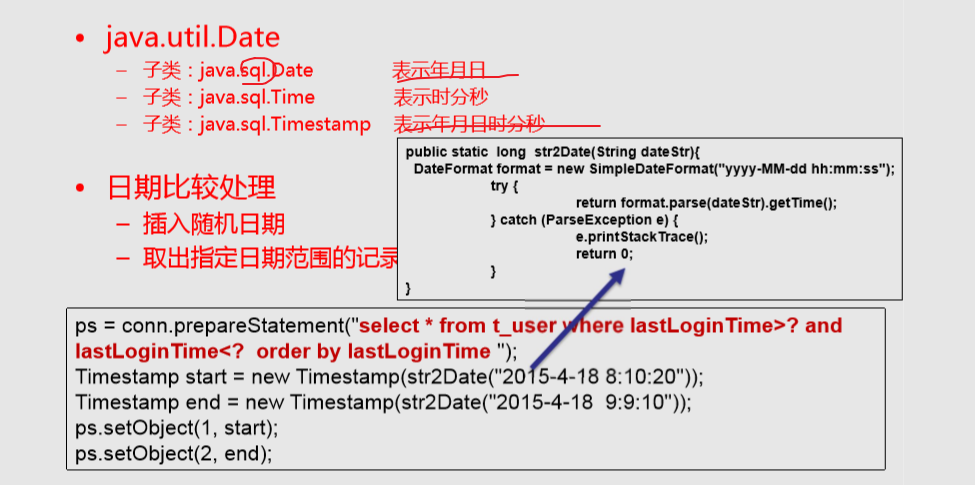 • java.util.Date
– 子类：java.sql.Date 表示年月日
– 子类：java.sql.Time 表示时分秒
– 子类：java.sql.Timestamp 表示年月日时分秒
• 日期比较处理
– 插入随机日期
– 取出指定日期范围的记录
public static long str2Date(String dateStr){
DateFormat format = new SimpleDateFormat("yyyy-MM-dd hh:mm:ss");
try {
return format.parse(dateStr).getTime();
} catch (ParseException e) {
e.printStackTrace();
return 0;
}
}
ps = conn.prepareStatement("select * from t_user where lastLoginTime>? and
lastLoginTime<? order by lastLoginTime ");
Timestamp start = new Timestamp(str2Date("2015-4-18 8:10:20"));
Timestamp end = new Timestamp(str2Date("2015-4-18 9:9:10"));
ps.setObject(1, start);
ps.setObject(2, end);